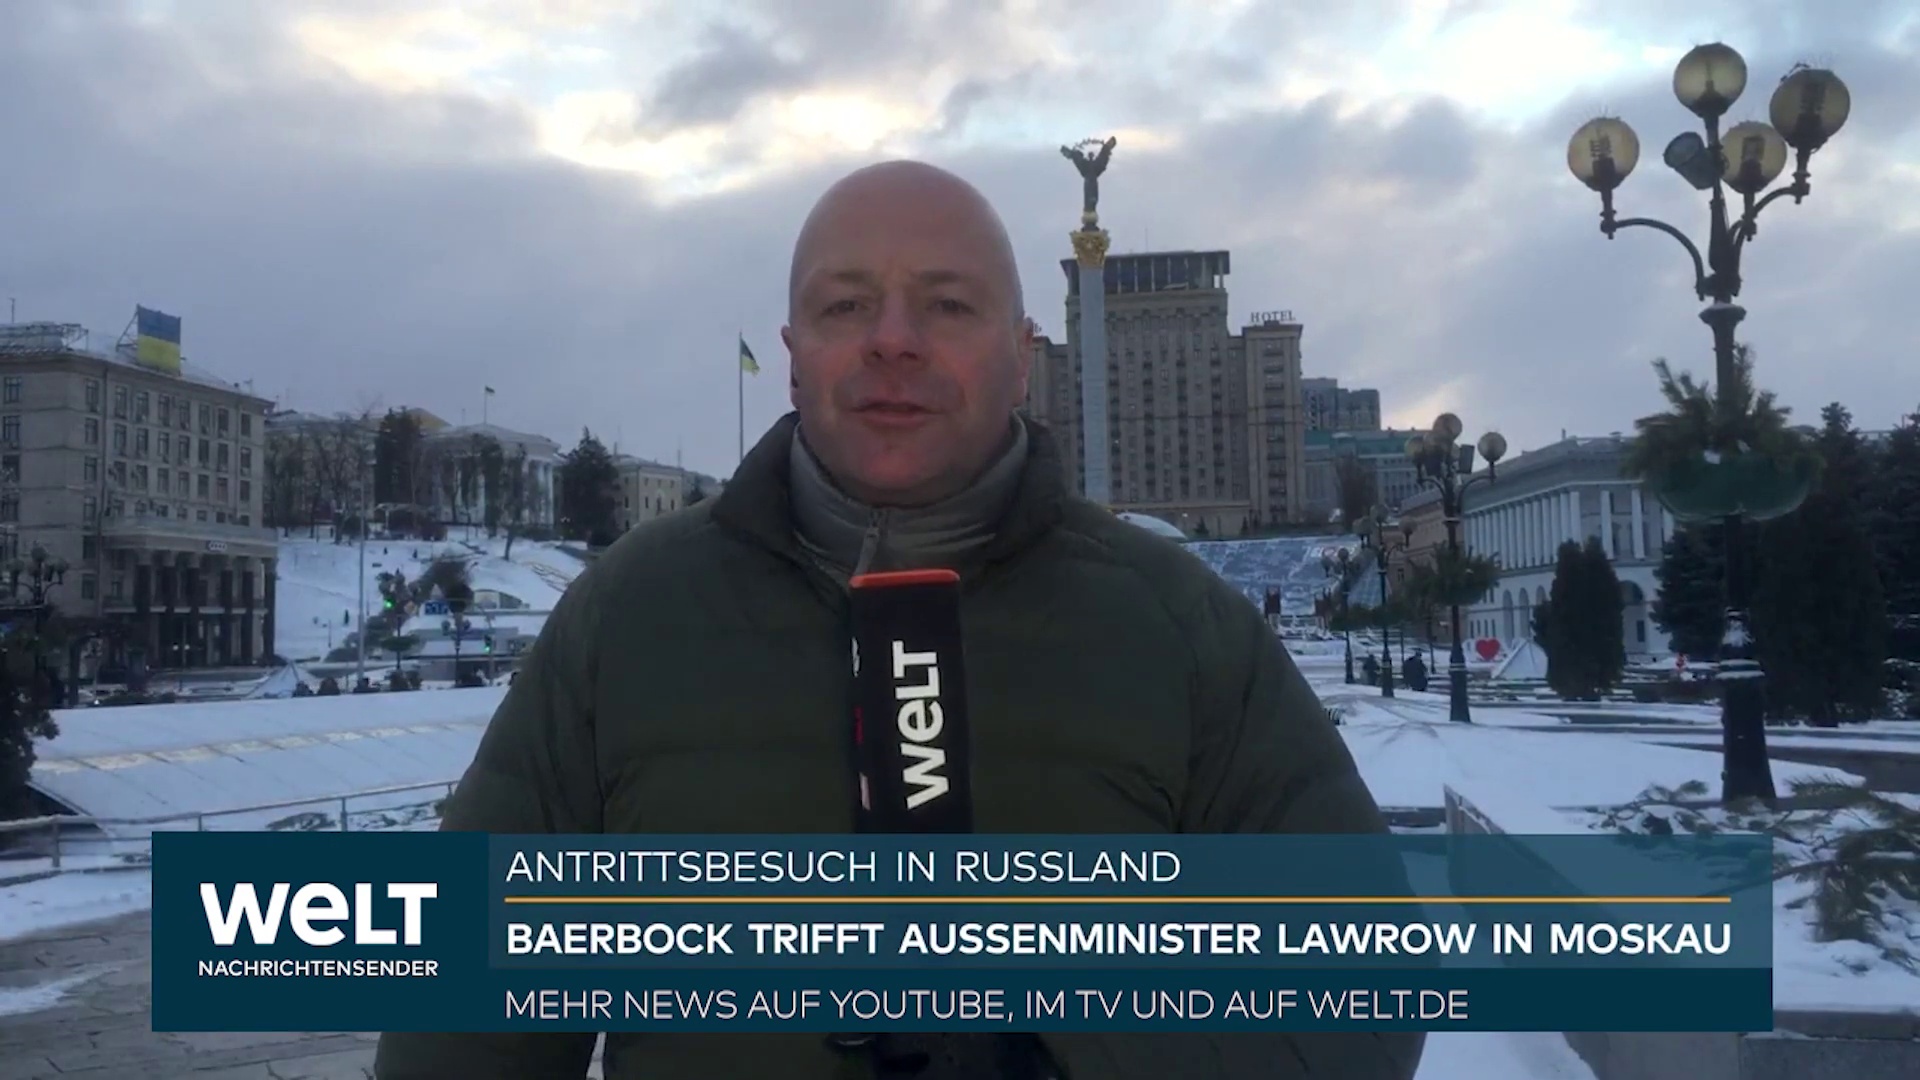 HOTEL
welt
ANTRITTSBESUCH IN RUSSLAND
BAERBOCK TRIFFT AUSSENMINISTER LAWROW IN MOSKAU
MEHR NEWS AUF YOUTUBE, IM TV UND AUF WELT.DE
welt
NACHRICHTENSENDER